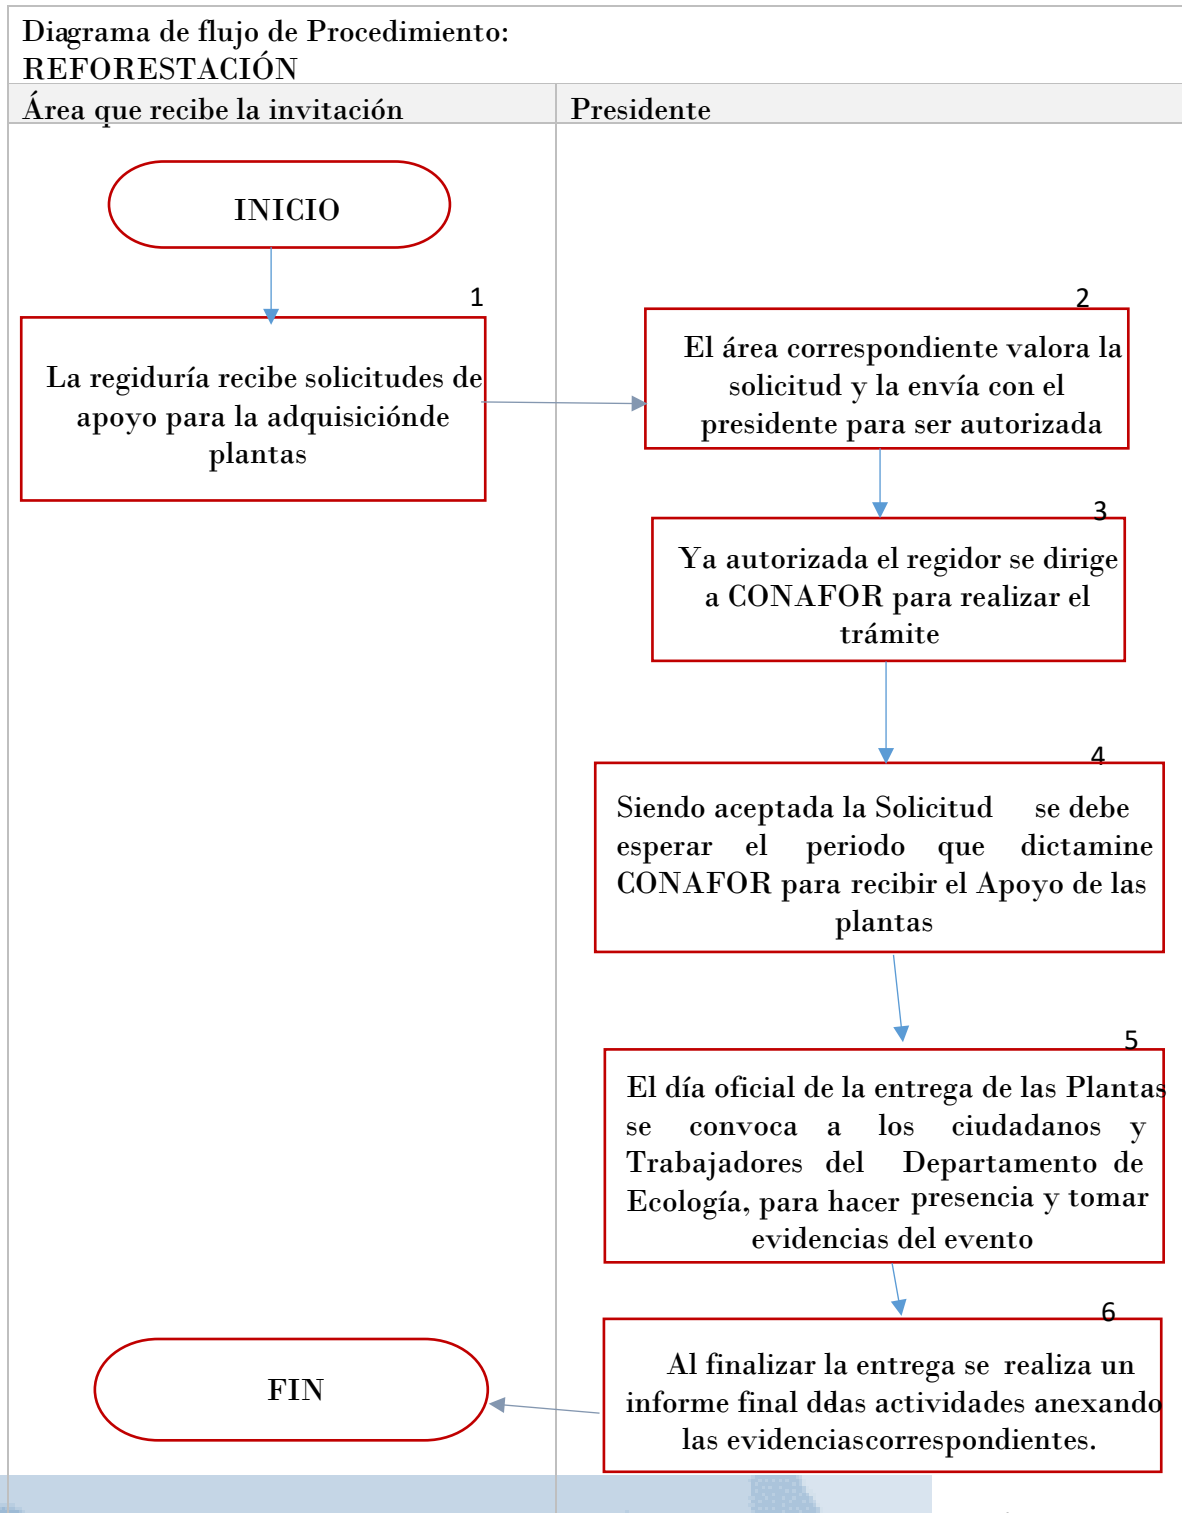 Diagrama de flujo de Procedimiento:
REFORESTACIÓN
Área que recibe la invitación
Presidente
INICIO
1
La regiduría recibe solicitudes de
apoyo para la adquisiciónde
plantas
2
El área correspondiente valora la
solicitud y la envía con el
presidente para ser autorizada
3
Ya autorizada el regidor se dirige
a CONAFOR para realizar el
trámite
4
Siendo aceptada la Solicitud se debe
esperar el periodo que dictamine
CONAFOR para recibir el Apoyo de las
plantas
5
El día oficial de la entrega de las Plantas
se convoca a los ciudadanos y
Trabajadores del Departamento de
Ecología, para hacer presencia y tomar
evidencias del evento
6
Al finalizar la entrega se realiza un
informe final delas actividades anexando
las evidenciascorrespondientes.
FIN